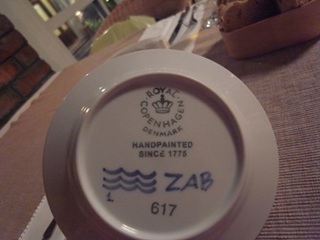 ROYAL
COPENHAGEN
DENMARK
HANDPAINTED
SINCE 1775
ZAB
1
617